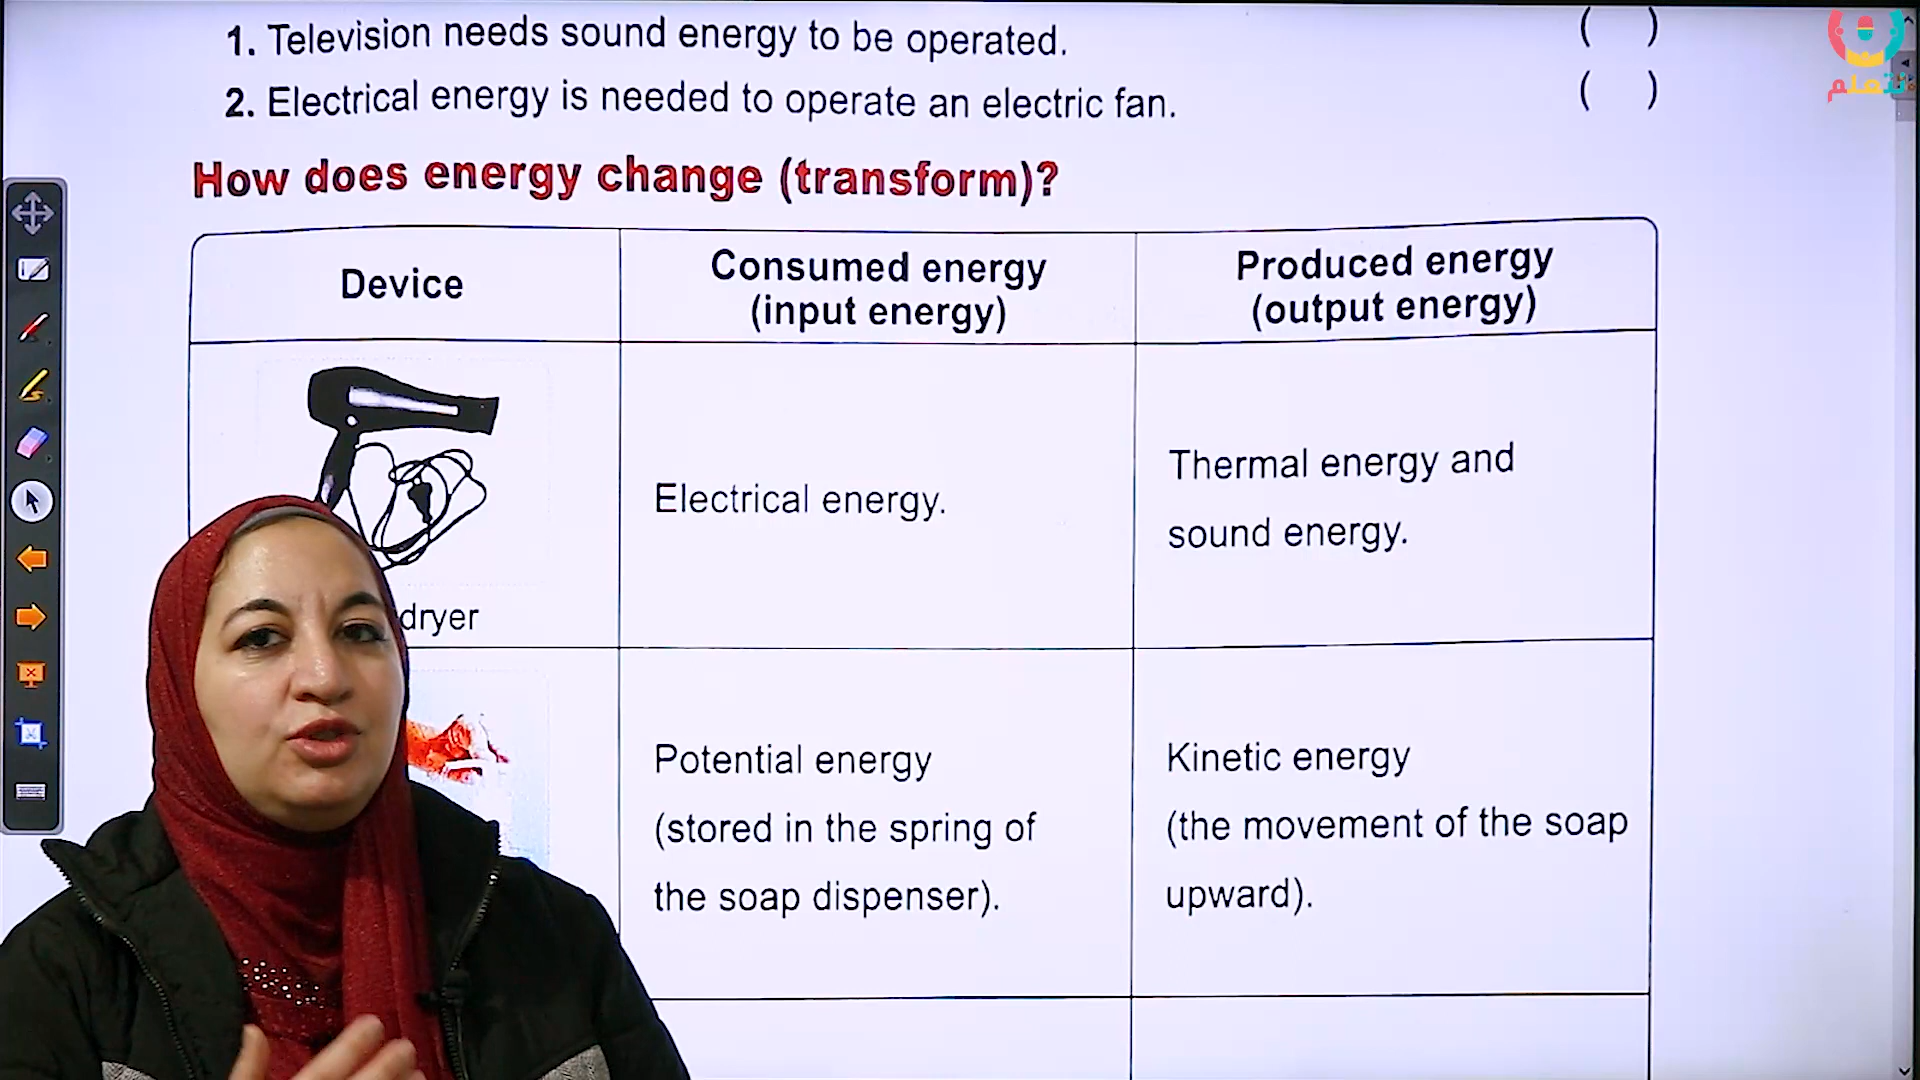 1. Television needs sound energy to be operated. ( )
2. Electrical energy is needed to operate an electric fan. ( )
نتعلم
How does energy change (transform)?
Device
Consumed energy
(input energy)
Produced energy
(output energy)
dryer
Electrical energy.
Thermal energy and
sound energy.
Potential energy
(stored in the spring of
the soap dispenser).
Kinetic energy
(the movement of the soap
upward).